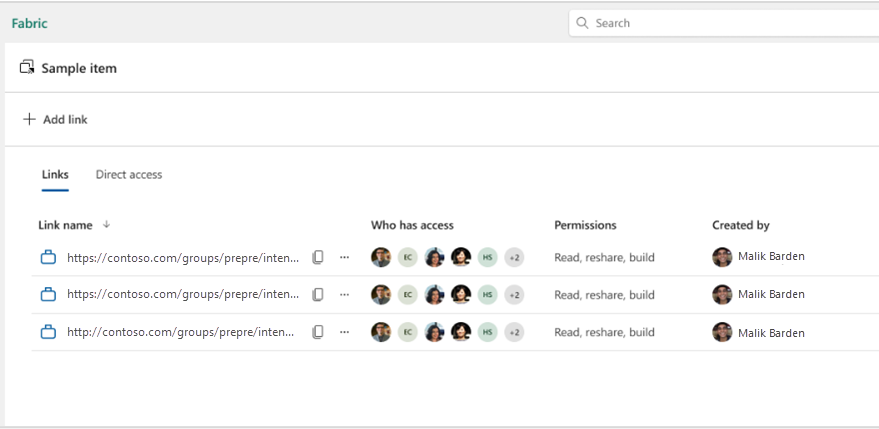 Fabric
Search
Sample item
Add link
Links Direct access
Link name Who has access Permissions Created by
https://contoso.com/groups/prepre/inten... EC HS +2 Read, reshare, build Malik Barden
https://contoso.com/groups/prepre/inten... EC HS +2 Read, reshare, build Malik Barden
http://contoso.com/groups/prepre/inten... EC HS +2 Read, reshare, build Malik Barden